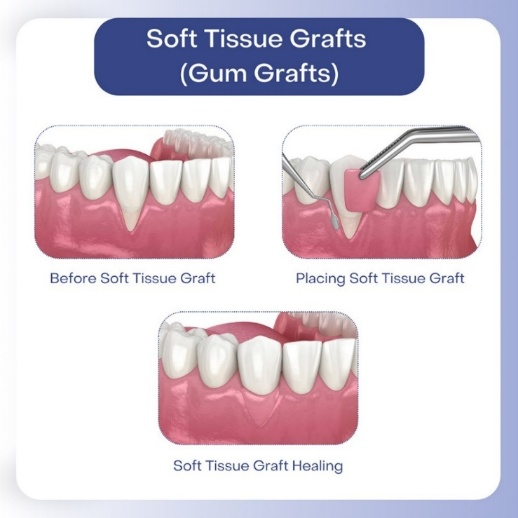 Soft Tissue Grafts
(Gum Grafts)
Before Soft Tissue Graft
Placing Soft Tissue Graft
Soft Tissue Graft Healing